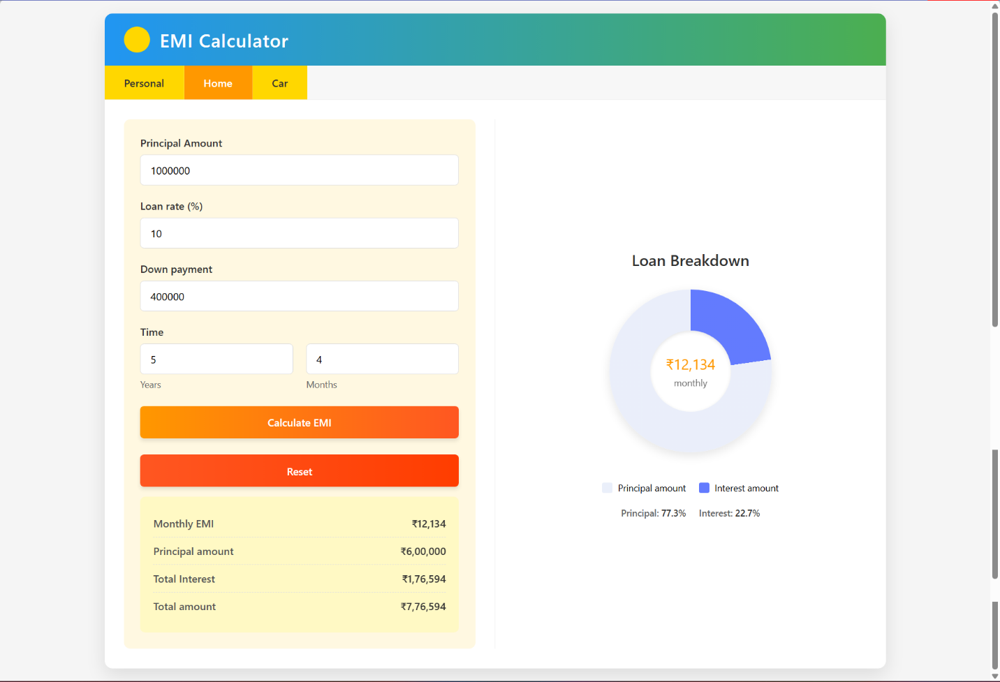 EMI Calculator
Personal Home Car
Principal Amount
1000000
Loan rate (%)
10
Down payment
400000
Time
5 4
Years Months
Calculate EMI
Reset
Monthly EMI ₹12,134
Principal amount ₹6,00,000
Total Interest ₹1,76,594
Total amount ₹7,76,594
Loan Breakdown
₹12,134
monthly
Principal amount Interest amount
Principal: 77.3% Interest: 22.7%